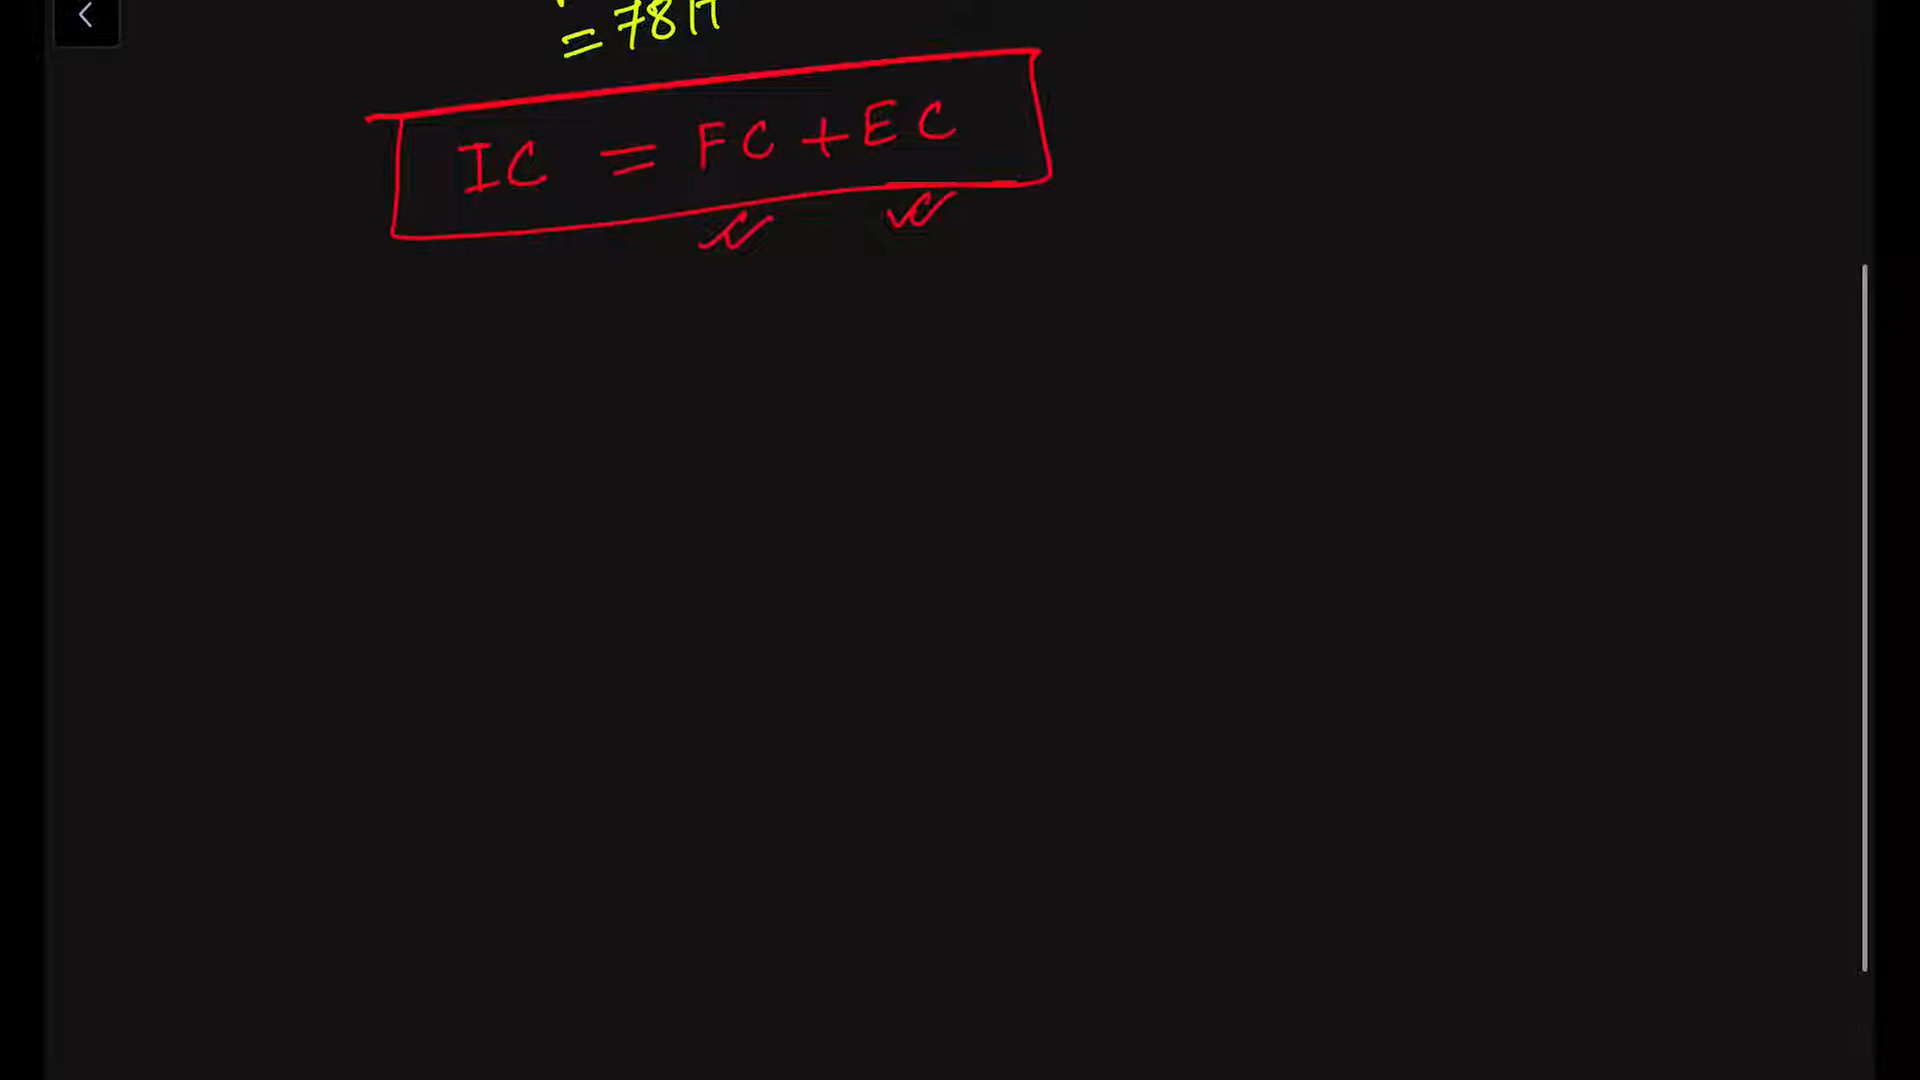 = 78
IC = FC + EC